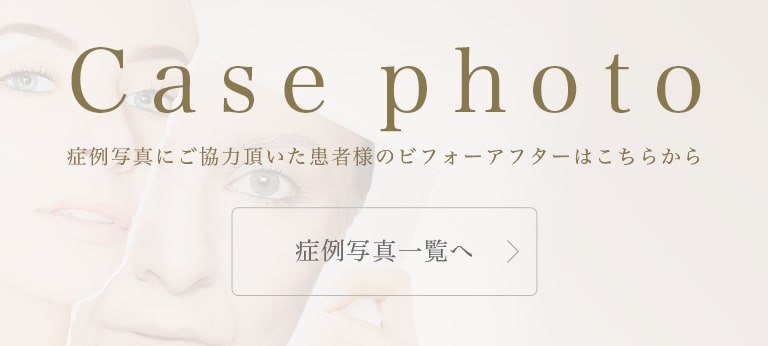 Case photo
症例写真にご協力頂いた患者様のビフォーアフターはこちらから
症例写真一覧へ